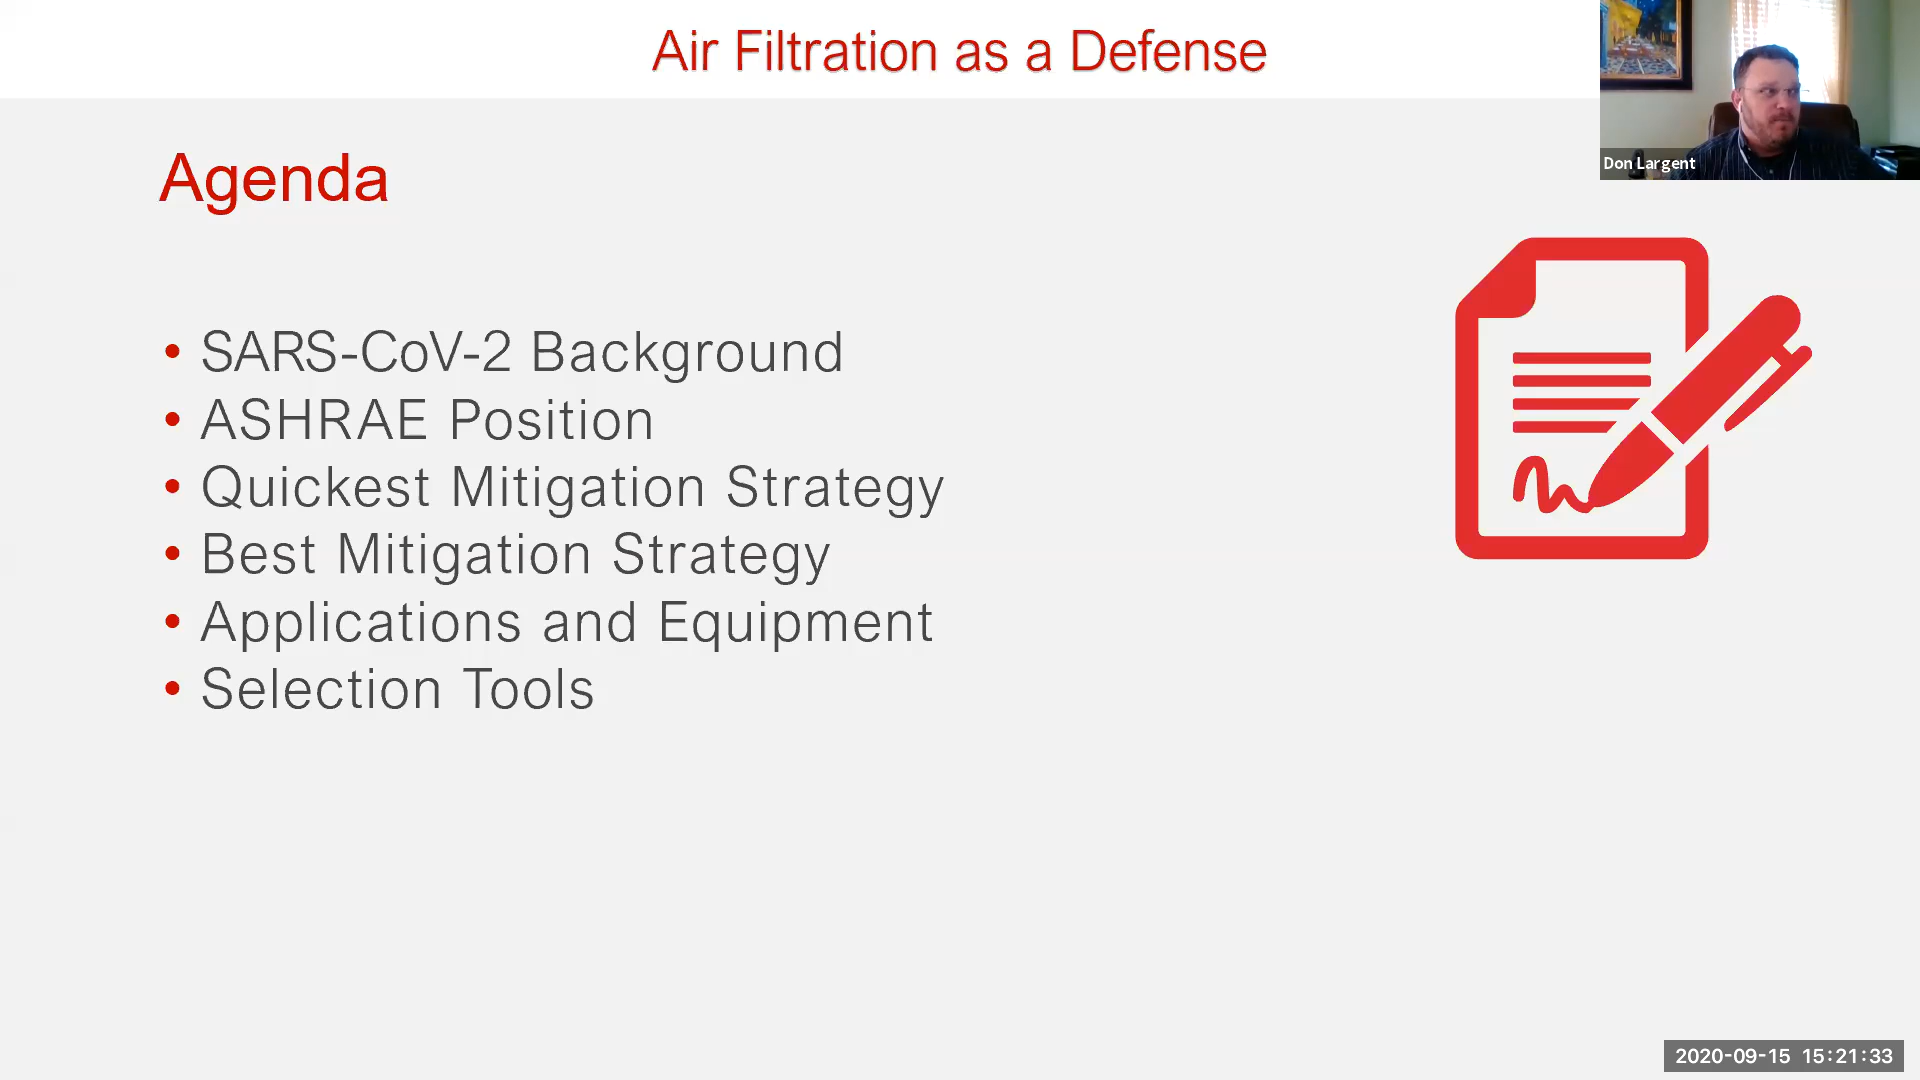 Air Filtration as a Defense
Don Largent
Agenda
• SARS-CoV-2 Background
• ASHRAE Position
• Quickest Mitigation Strategy
• Best Mitigation Strategy
• Applications and Equipment
• Selection Tools
2020-09-15 15:21:33